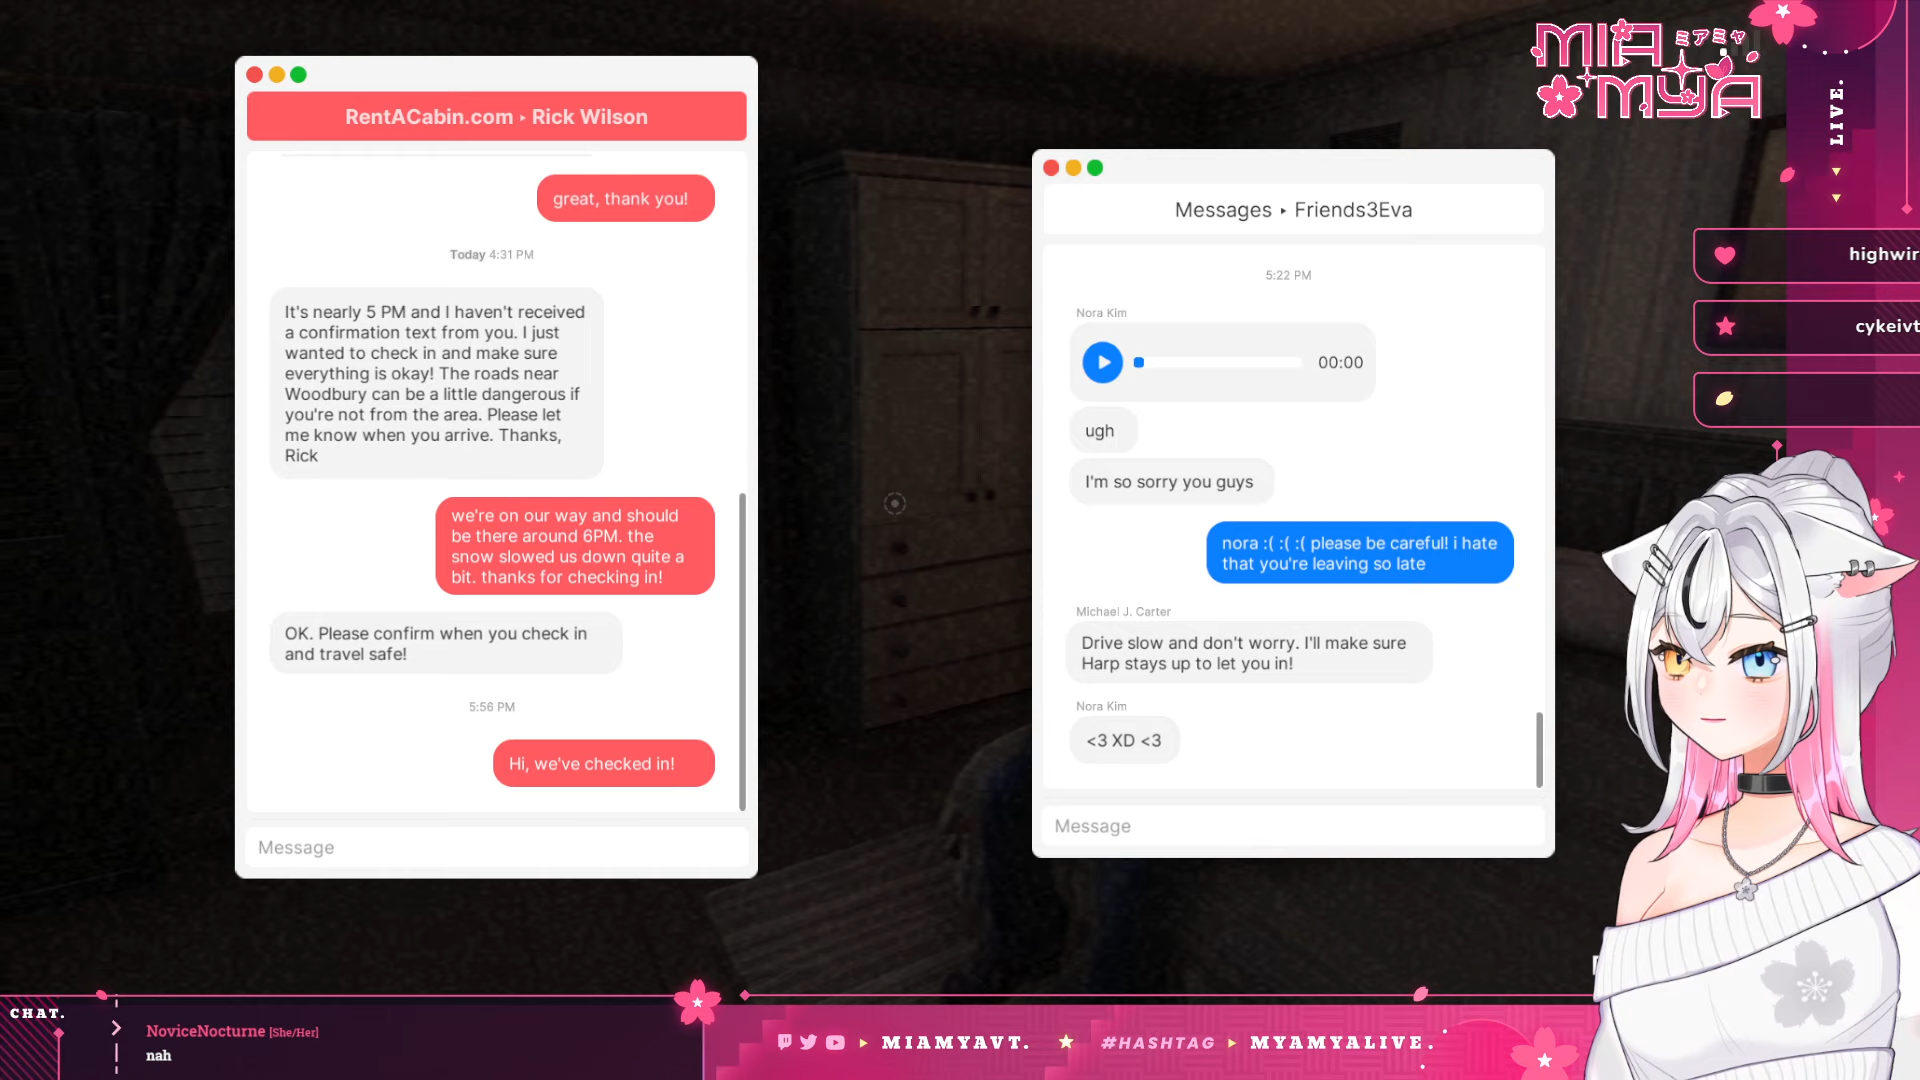 RentACabin.com ‣ Rick Wilson
great, thank you!
Today 4:31 PM
It's nearly 5 PM and I haven't received
a confirmation text from you. I just
wanted to check in and make sure
everything is okay! The roads near
Woodbury can be a little dangerous if
you're not from the area. Please let
me know when you arrive. Thanks,
Rick
we're on our way and should
be there around 6PM. the
snow slowed us down quite a
bit. thanks for checking in!
OK. Please confirm when you check in
and travel safe!
5:56 PM
Hi, we've checked in!
Message
Messages ‣ Friends3Eva
5:22 PM
Nora Kim
00:00
ugh
I'm so sorry you guys
nora :( :( :( please be careful! i hate
that you're leaving so late
Michael J. Carter
Drive slow and don't worry. I'll make sure
Harp stays up to let you in!
Nora Kim
<3 XD <3
Message
MIA ミアミャ
MYA
LIVE.
highwir
cykeivt
CHAT.
NoviceNocturne [She/Her]
nah
MIAMYAVT.
#HASHTAG
MYAMYALIVE.